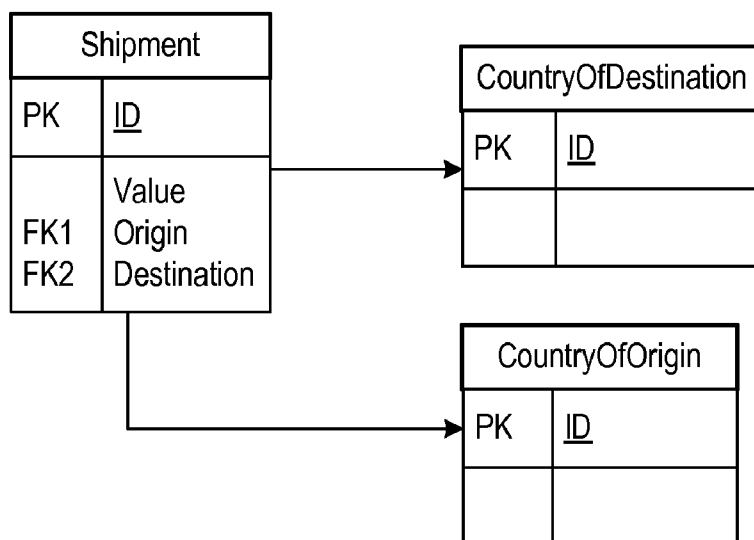 Shipment
PK ID
Value
FK1 Origin
FK2 Destination
CountryOfDestination
PK ID
CountryOfOrigin
PK ID